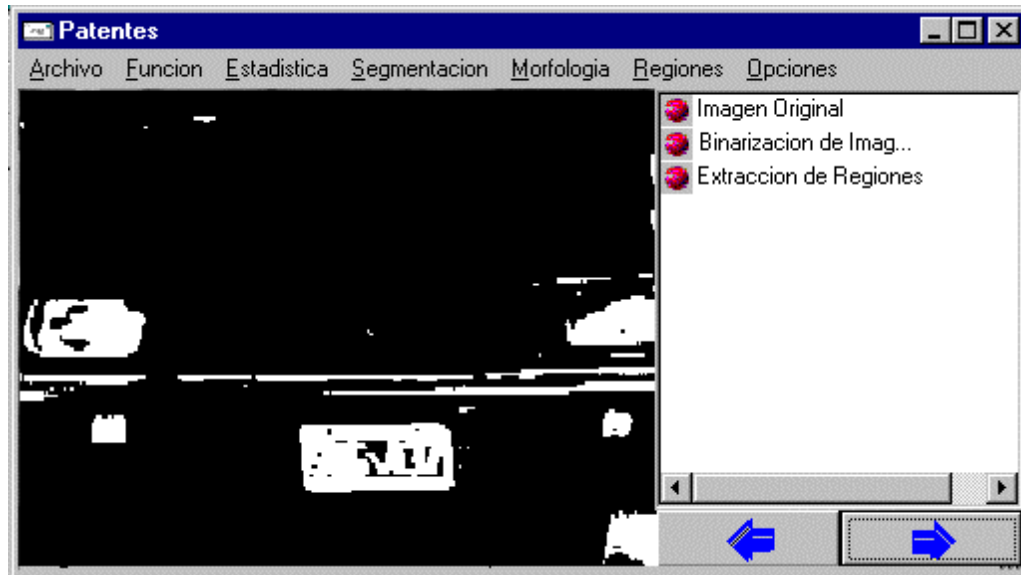 Patentes
Archivo Funcion Estadistica Segmentacion Morfologia Regiones Opciones
Imagen Original
Binarizacion de Imag...
Extraccion de Regiones